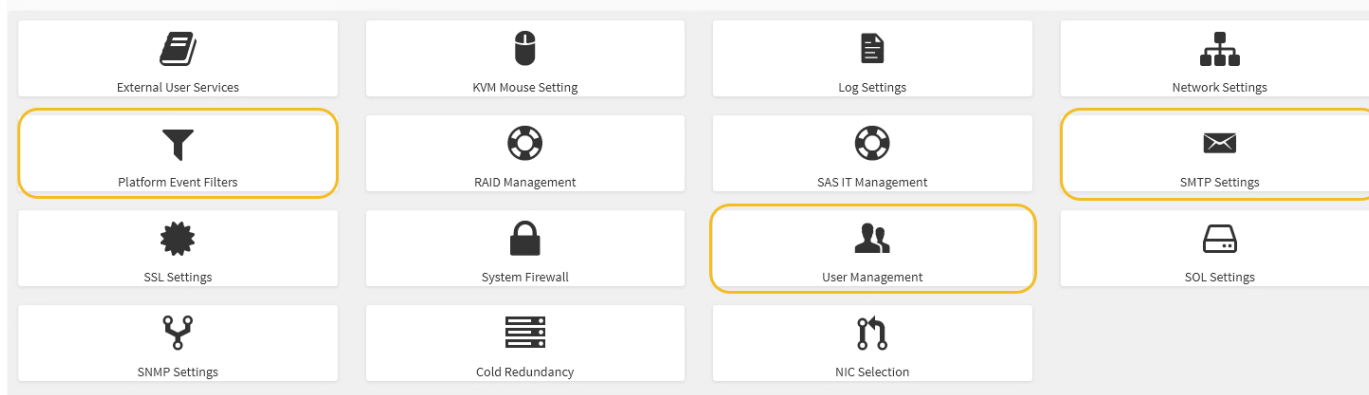 External User Services
KVM Mouse Setting
Log Settings
Network Settings
Platform Event Filters
RAID Management
SAS IT Management
SMTP Settings
SSL Settings
System Firewall
User Management
SOL Settings
SNMP Settings
Cold Redundancy
NIC Selection